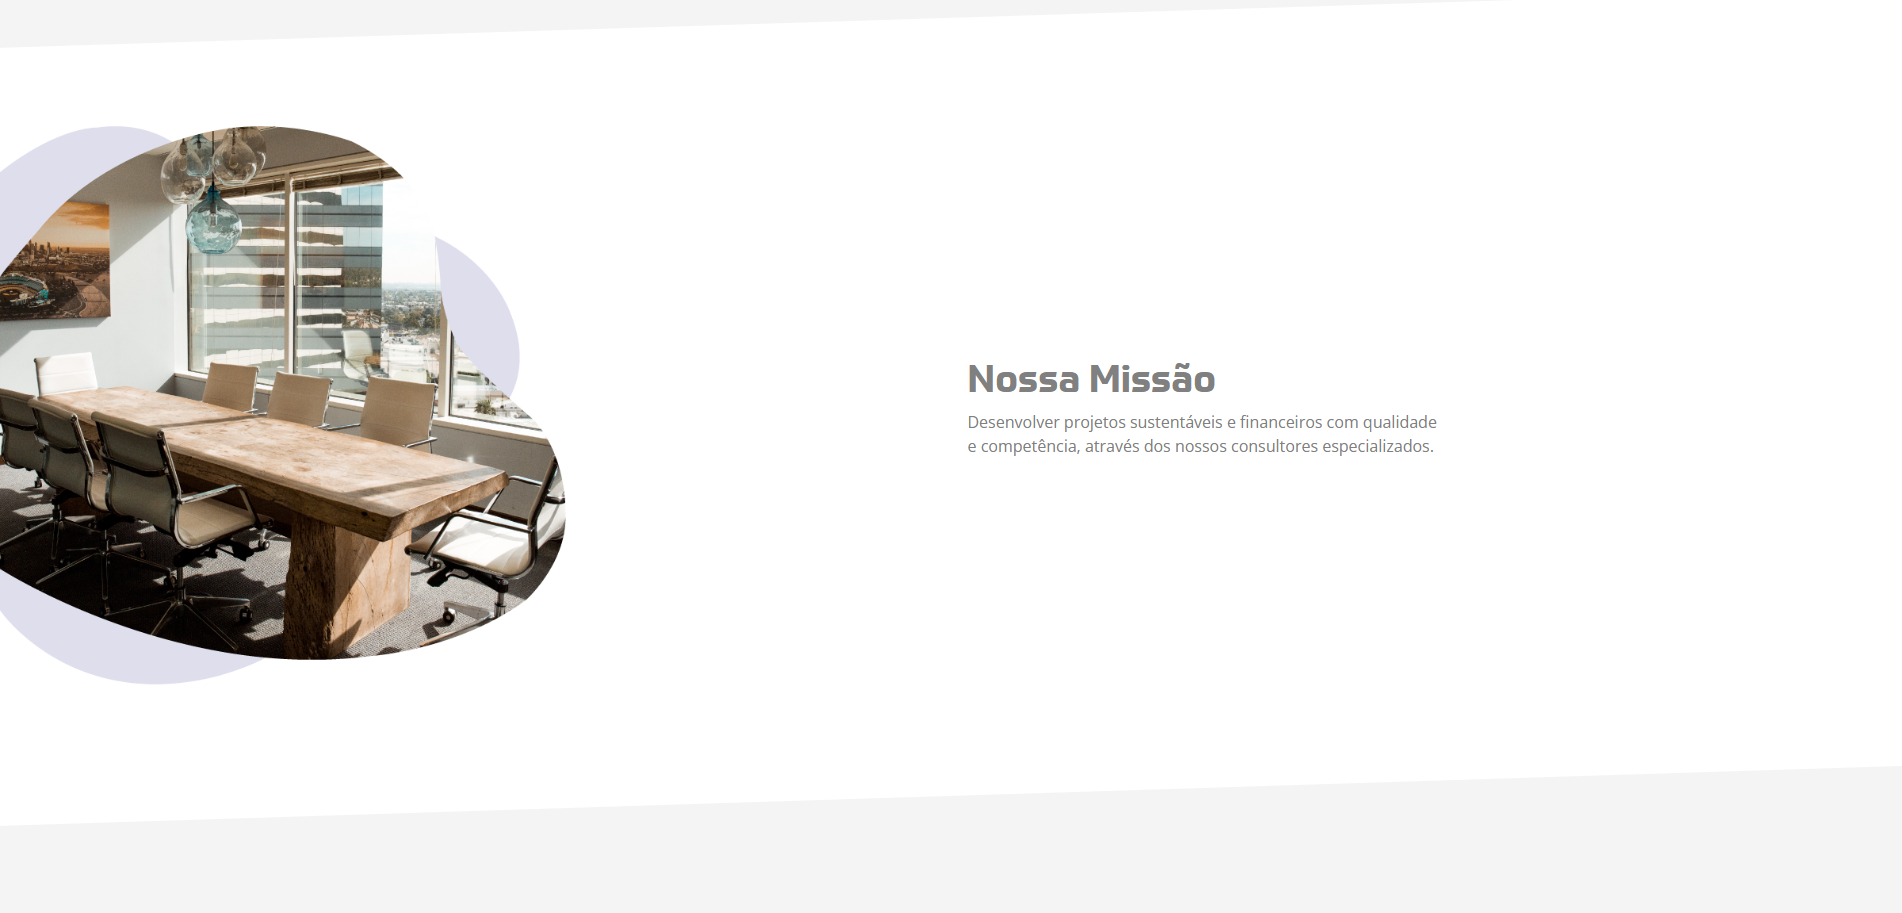 Nossa Missão
Desenvolver projetos sustentáveis e financeiros com qualidade
e competência, através dos nossos consultores especializados.